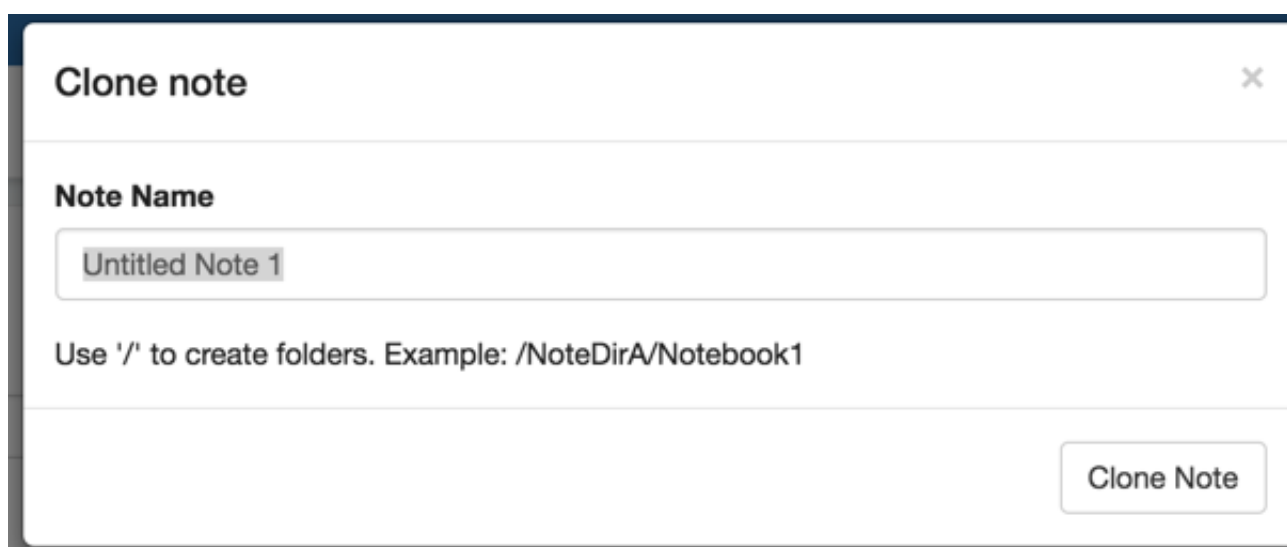 Clone note
×
Note Name
Untitled Note 1
Use '/' to create folders. Example: /NoteDirA/Notebook1
Clone Note